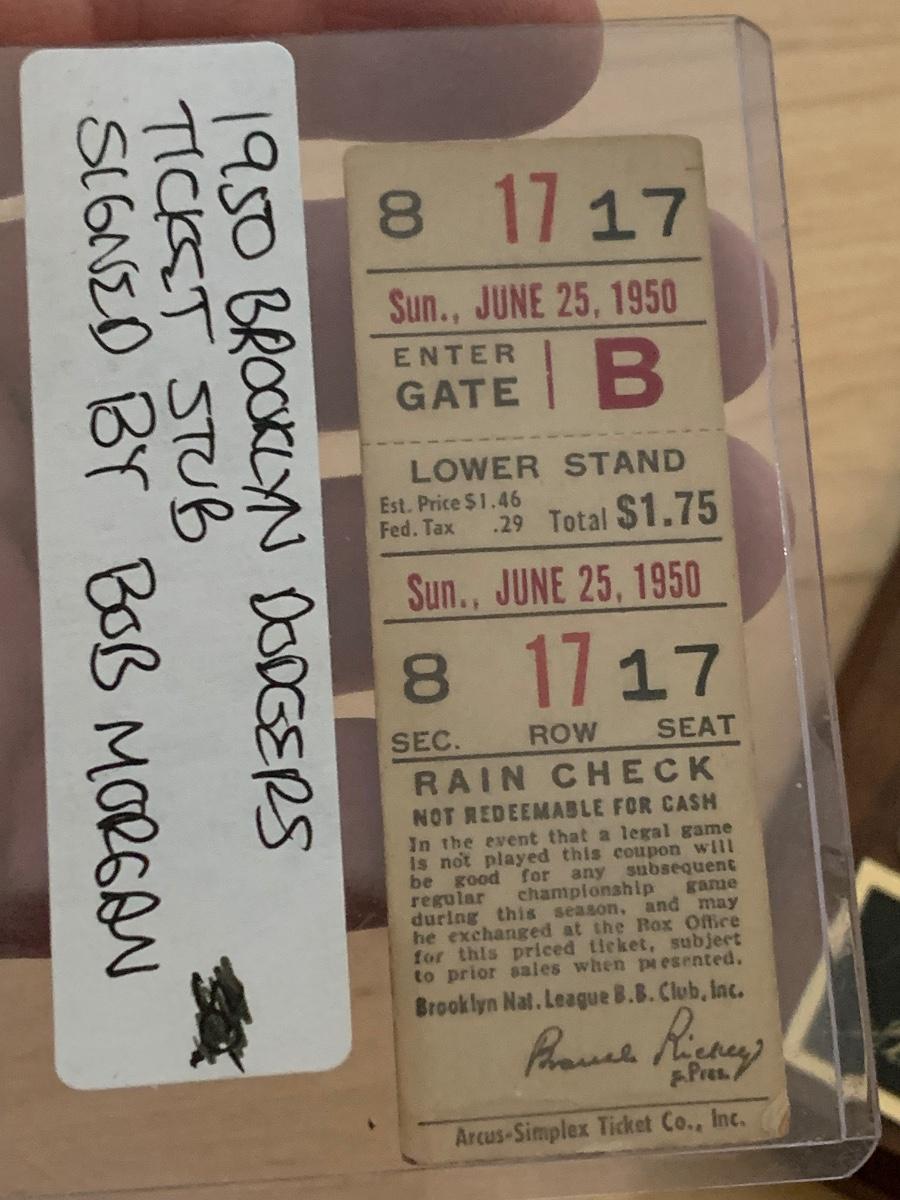 1950 BROOKLYN DODGERS
TICKET STUB
SIGNED BY BOB MORGAN
8 17 17
Sun., JUNE 25, 1950
ENTER
GATE | B
LOWER STAND
Est. Price $1.46
Fed. Tax .29 Total $1.75
Sun., JUNE 25, 1950
8 17 17
SEC. ROW SEAT
RAIN CHECK
NOT REDEEMABLE FOR CASH
In the event that a legal game
is not played this coupon will
be good for any subsequent
regular championship game
during this season, and may
be exchanged at the Box Office
for this priced ticket, subject
to prior sales when presented.
Brooklyn Nat. League B.B. Club, Inc.
Branch Rickey
Pres.
Arcus-Simplex Ticket Co., Inc.